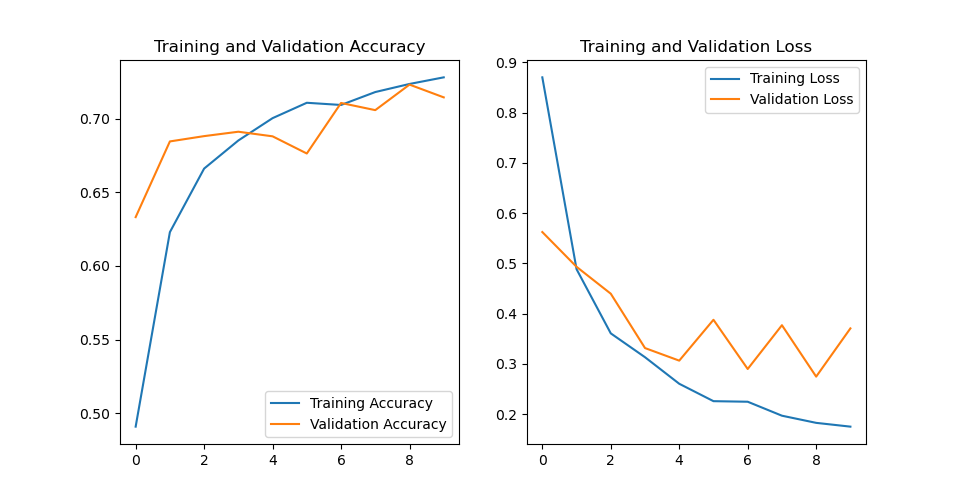 Training and Validation Accuracy
0.70
0.65
0.60
0.55
0.50
0 2 4 6 8
Training Accuracy
Validation Accuracy
Training and Validation Loss
0.9
0.8
0.7
0.6
0.5
0.4
0.3
0.2
0 2 4 6 8
Training Loss
Validation Loss